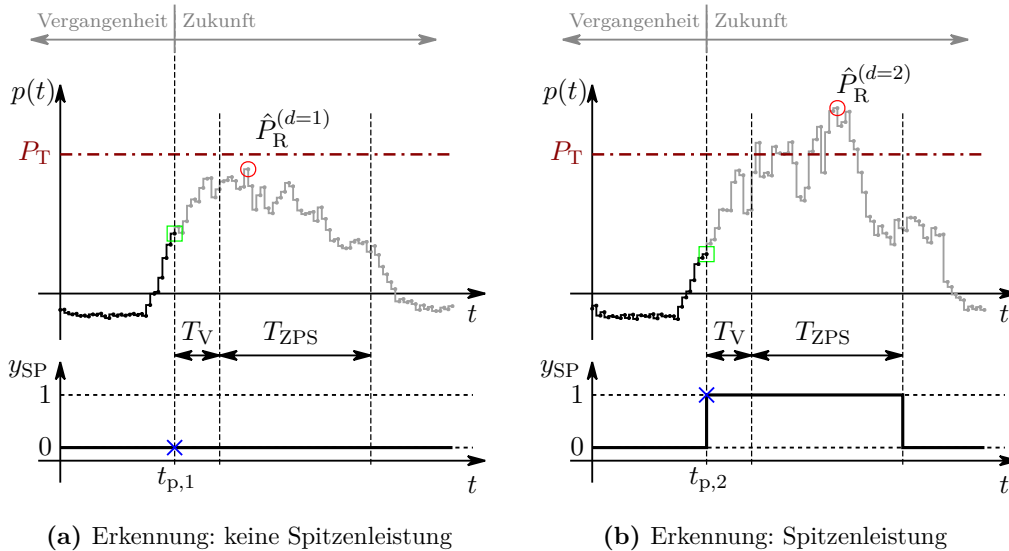 Vergangenheit Zukunft
p(t)
P̂_R^(d=1)
P_T
t
T_V T_ZPS
y_SP
1
0
t_p,1
t
(a) Erkennung: keine Spitzenleistung
Vergangenheit Zukunft
p(t)
P̂_R^(d=2)
P_T
t
T_V T_ZPS
y_SP
1
0
t_p,2
t
(b) Erkennung: Spitzenleistung